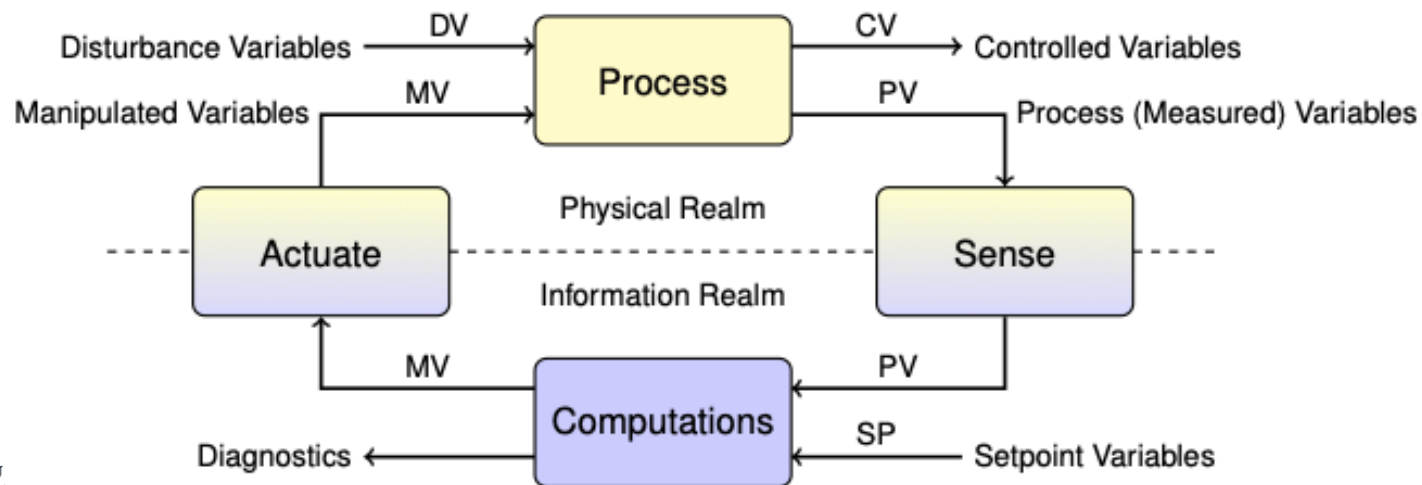 DV
CV
Disturbance Variables
Process
Controlled Variables
MV
PV
Manipulated Variables
Process (Measured) Variables
Physical Realm
Actuate
Sense
Information Realm
MV
PV
Computations
SP
Diagnostics
Setpoint Variables